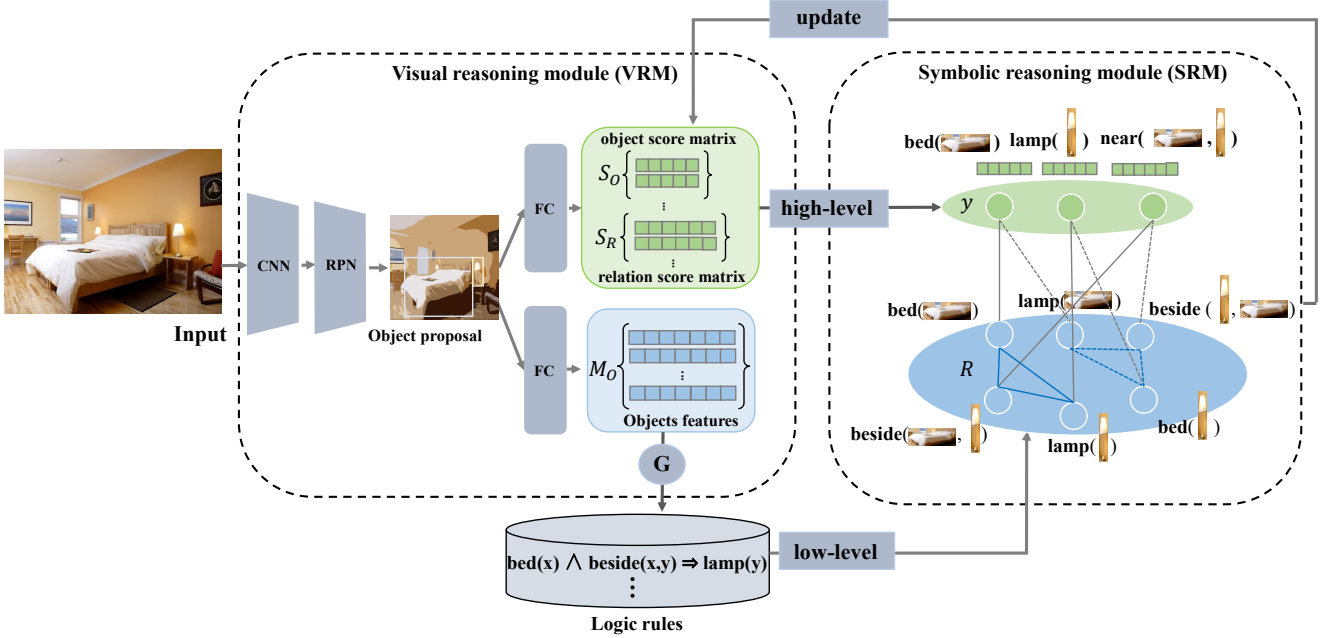 update
Visual reasoning module (VRM)
Symbolic reasoning module (SRM)
object score matrix
bed( ) lamp( ) near( , )
S_O
y
FC
⋮
high-level
S_R
CNN
RPN
relation score matrix
Input
Object proposal
bed( )
lamp( )
beside ( , )
FC
M_O
R
⋮
Objects features
beside( , )
lamp( )
bed( )
G
bed(x) ∧ beside(x,y) ⇒ lamp(y)
⋮
low-level
Logic rules